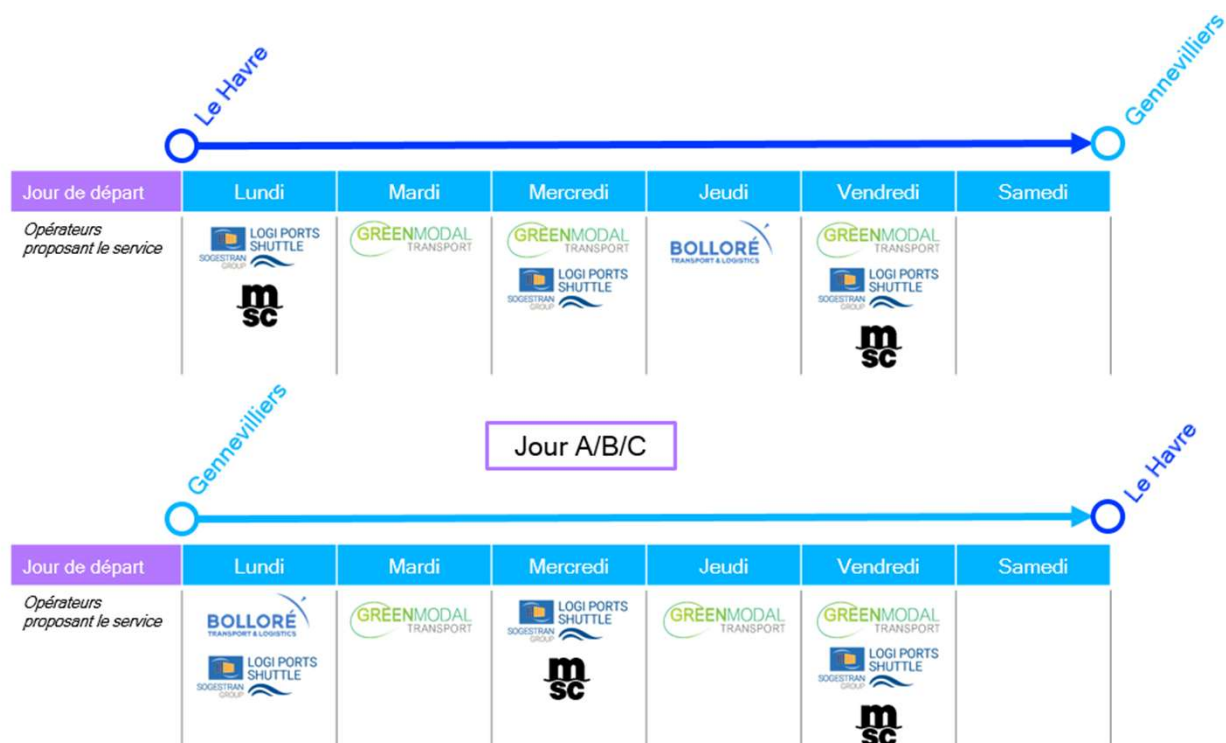 Le Havre
Gennevilliers
Jour de départ Lundi Mardi Mercredi Jeudi Vendredi Samedi
Opérateurs
proposant le service
LOGI PORTS
SHUTTLE
SOGESTRAN
GROUP
msc
GREENMODAL
TRANSPORT
GREENMODAL
TRANSPORT
LOGI PORTS
SHUTTLE
SOGESTRAN
GROUP
BOLLORÉ
TRANSPORT & LOGISTICS
GREENMODAL
TRANSPORT
LOGI PORTS
SHUTTLE
SOGESTRAN
GROUP
msc
Jour A/B/C
Gennevilliers
Le Havre
Jour de départ Lundi Mardi Mercredi Jeudi Vendredi Samedi
Opérateurs
proposant le service
BOLLORÉ
TRANSPORT & LOGISTICS
LOGI PORTS
SHUTTLE
SOGESTRAN
GROUP
GREENMODAL
TRANSPORT
LOGI PORTS
SHUTTLE
SOGESTRAN
GROUP
msc
GREENMODAL
TRANSPORT
GREENMODAL
TRANSPORT
LOGI PORTS
SHUTTLE
SOGESTRAN
GROUP
msc